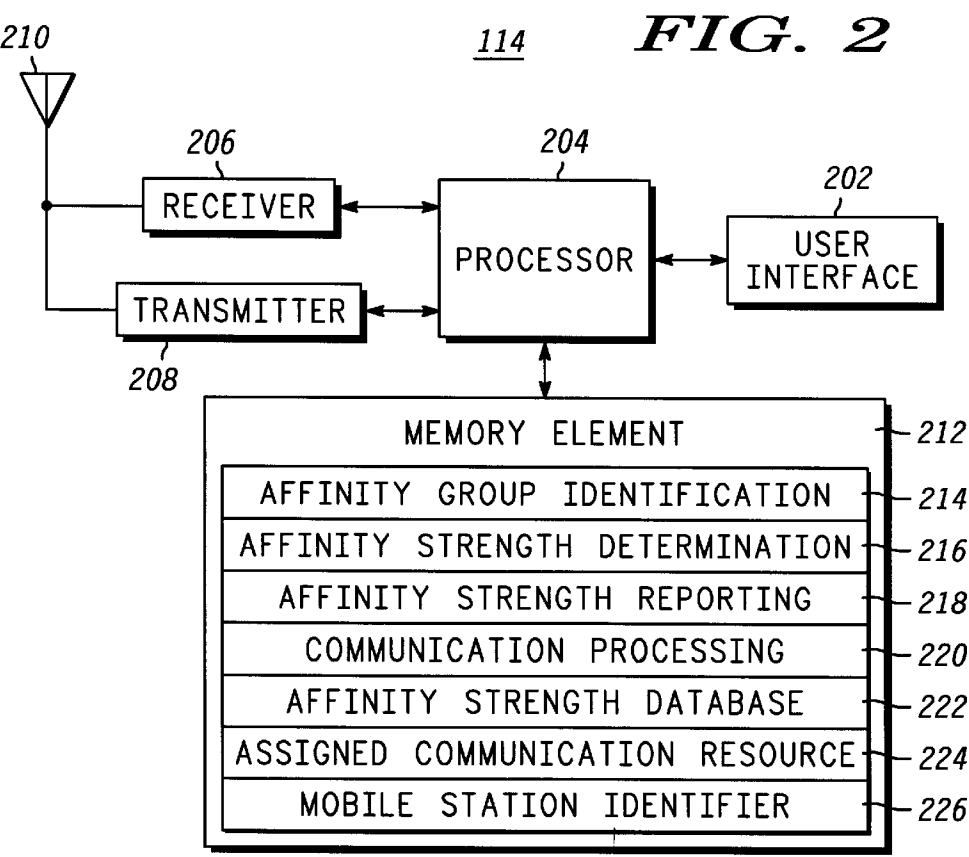 210
114
FIG. 2
206
204
202
RECEIVER
PROCESSOR
USER
INTERFACE
TRANSMITTER
208
MEMORY ELEMENT
212
AFFINITY GROUP IDENTIFICATION
214
AFFINITY STRENGTH DETERMINATION
216
AFFINITY STRENGTH REPORTING
218
COMMUNICATION PROCESSING
220
AFFINITY STRENGTH DATABASE
222
ASSIGNED COMMUNICATION RESOURCE
224
MOBILE STATION IDENTIFIER
226